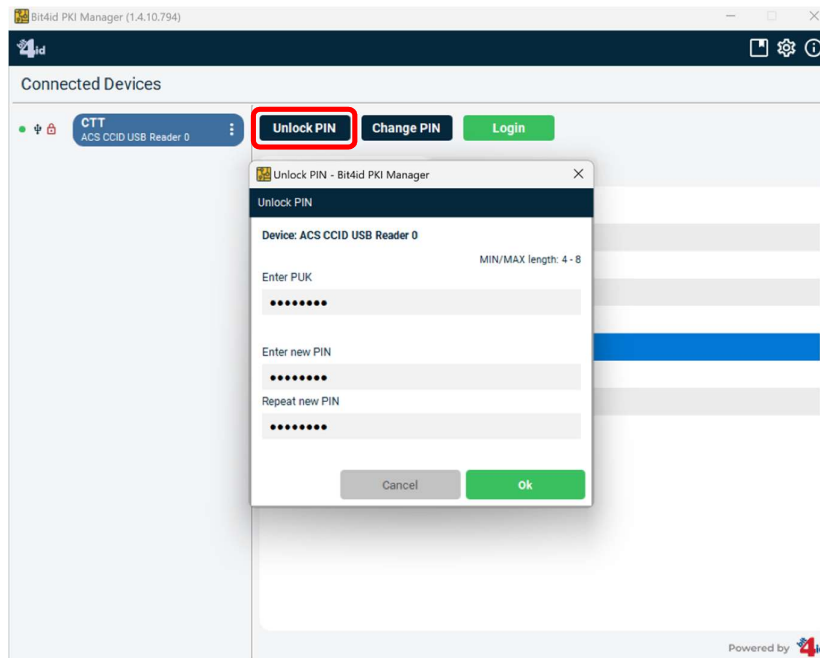 Bit4id PKI Manager (1.4.10.794)
4id
Connected Devices
CTT
ACS CCID USB Reader 0
Unlock PIN
Change PIN
Login
Unlock PIN - Bit4id PKI Manager
Unlock PIN
Device: ACS CCID USB Reader 0
MIN/MAX length: 4 - 8
Enter PUK
••••••••
Enter new PIN
••••••••
Repeat new PIN
••••••••
Cancel
Ok
Powered by 4i